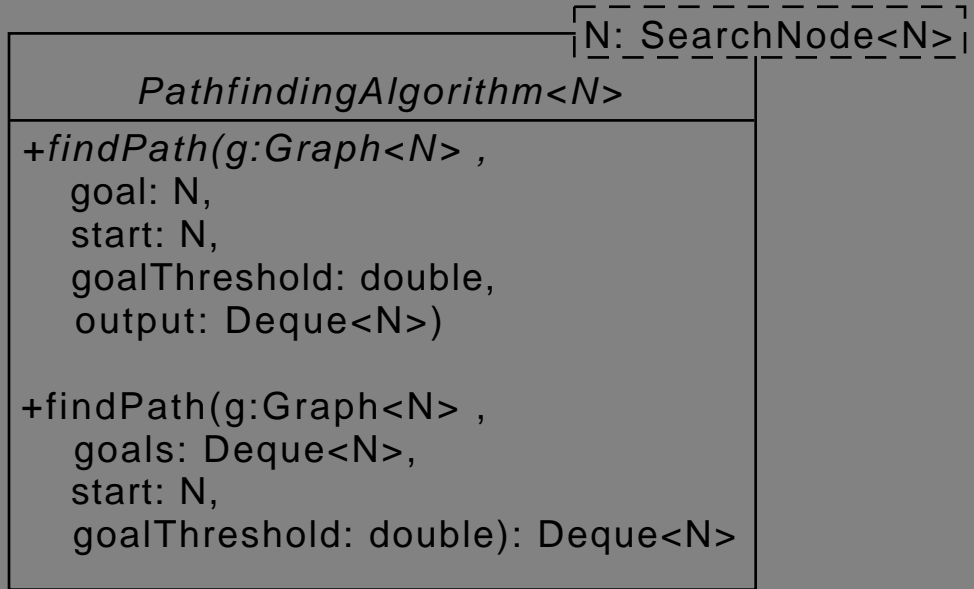 N: SearchNode<N>
PathfindingAlgorithm<N>
+findPath(g:Graph<N> ,
goal: N,
start: N,
goalThreshold: double,
output: Deque<N>)
+findPath(g:Graph<N> ,
goals: Deque<N>,
start: N,
goalThreshold: double): Deque<N>